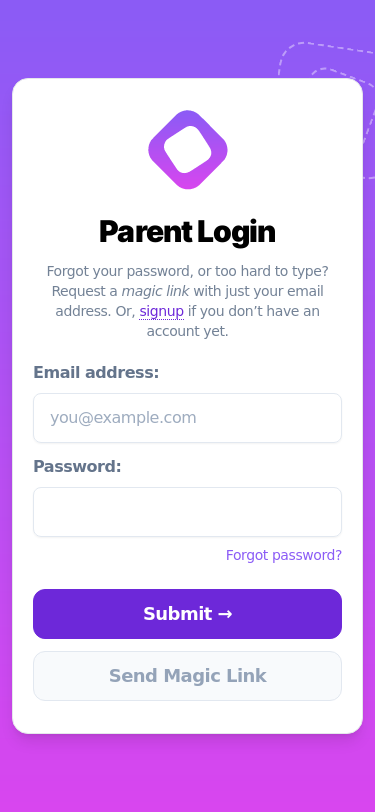 Parent Login
Forgot your password, or too hard to type?
Request a magic link with just your email
address. Or, signup if you don’t have an
account yet.
Email address:
you@example.com
Password:
Forgot password?
Submit →
Send Magic Link